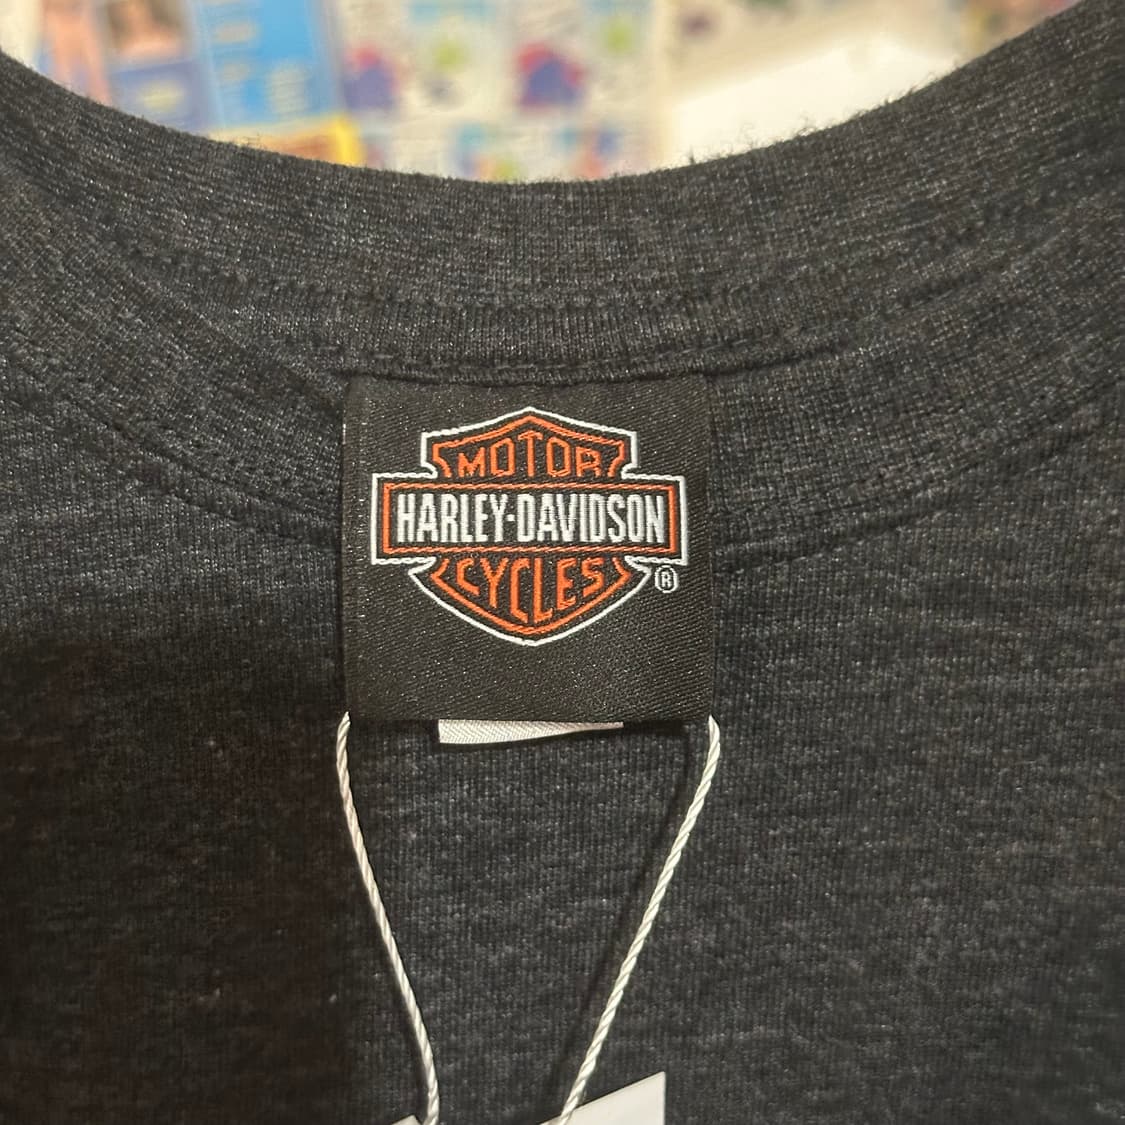 MOTOR
HARLEY-DAVIDSON
CYCLES
®